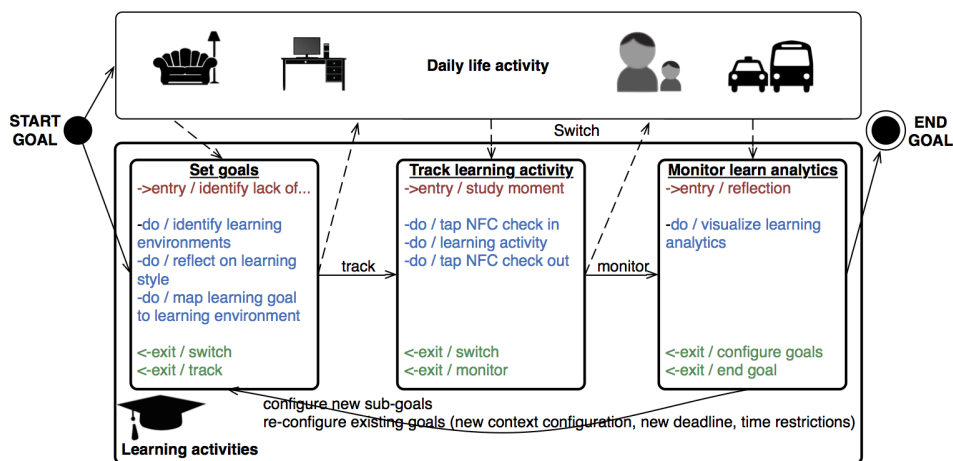 Daily life activity
START
GOAL
END
GOAL
Switch
Set goals
->entry / identify lack of...
-do / identify learning
environments
-do / reflect on learning
style
-do / map learning goal
to learning environment
<-exit / switch
<-exit / track
track
Track learning activity
->entry / study moment
-do / tap NFC check in
-do / learning activity
-do / tap NFC check out
<-exit / switch
<-exit / monitor
monitor
Monitor learn analytics
->entry / reflection
-do / visualize learning
analytics
<-exit / configure goals
<-exit / end goal
configure new sub-goals
re-configure existing goals (new context configuration, new deadline, time restrictions)
Learning activities